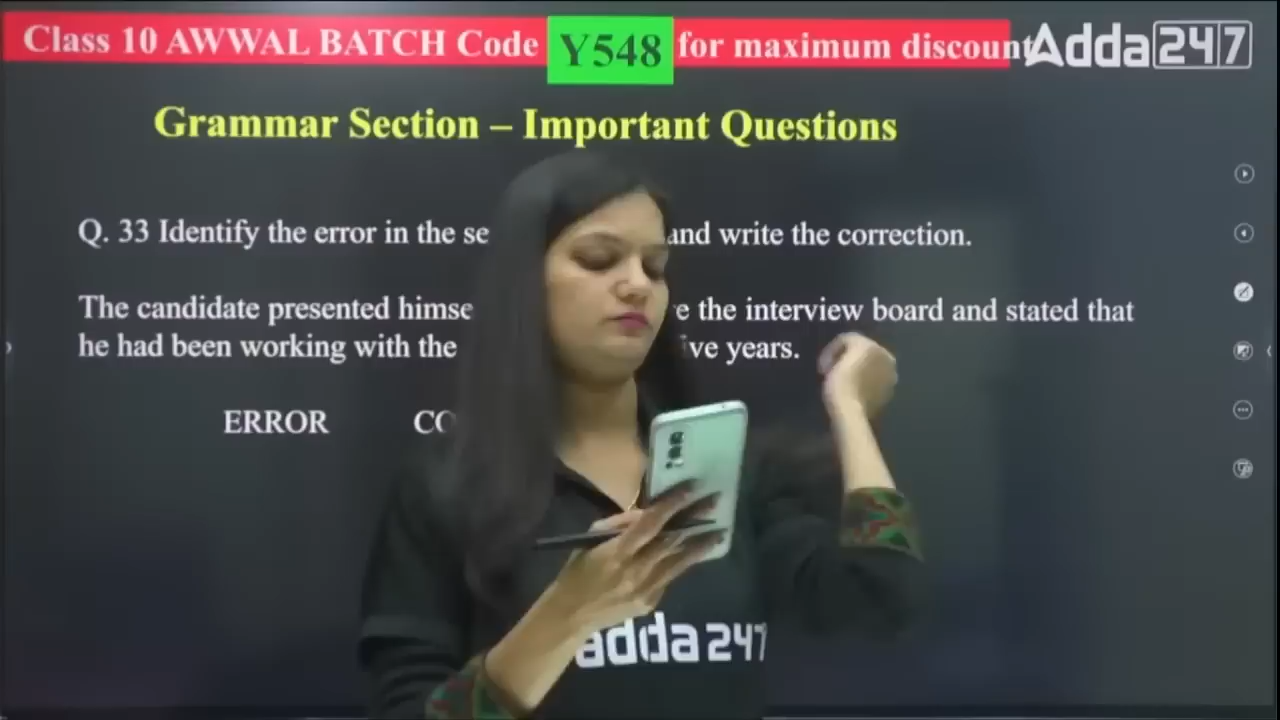 Class 10 AWWAL BATCH Code Y548 for maximum discount
Adda247
Grammar Section – Important Questions
Q. 33 Identify the error in the se and write the correction.
The candidate presented himse e the interview board and stated that
he had been working with the ive years.
ERROR CO
adda247